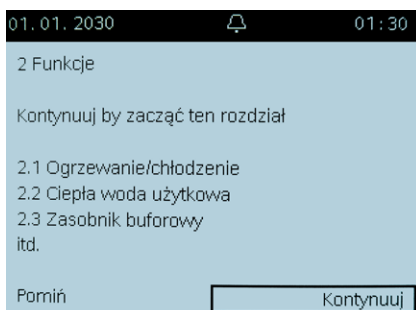 01.01.2030 01:30
2 Funkcje
Kontynuuj by zacząć ten rozdział
2.1 Ogrzewanie/chłodzenie
2.2 Ciepła woda użytkowa
2.3 Zasobnik buforowy
itd.
Pomiń Kontynuuj